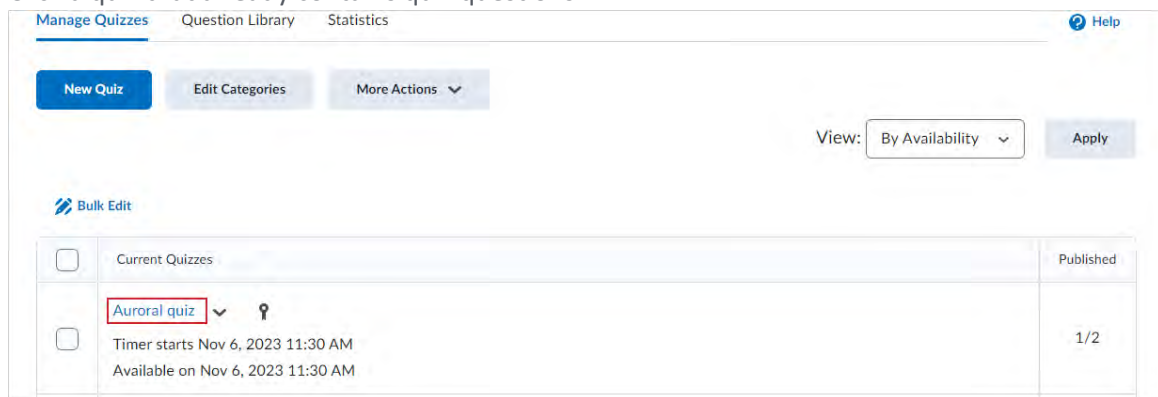 Manage Quizzes Question Library Statistics Help
New Quiz Edit Categories More Actions
View: By Availability Apply
Bulk Edit
Current Quizzes Published
Auroral quiz
Timer starts Nov 6, 2023 11:30 AM 1/2
Available on Nov 6, 2023 11:30 AM